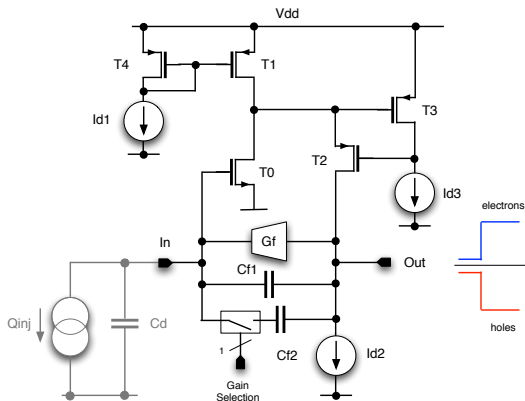 Vdd
T4
T1
T3
Id1
T2
T0
Id3
electrons
In
Gf
Out
Cf1
Qinj
Cd
holes
1
Cf2
Id2
Gain
Selection